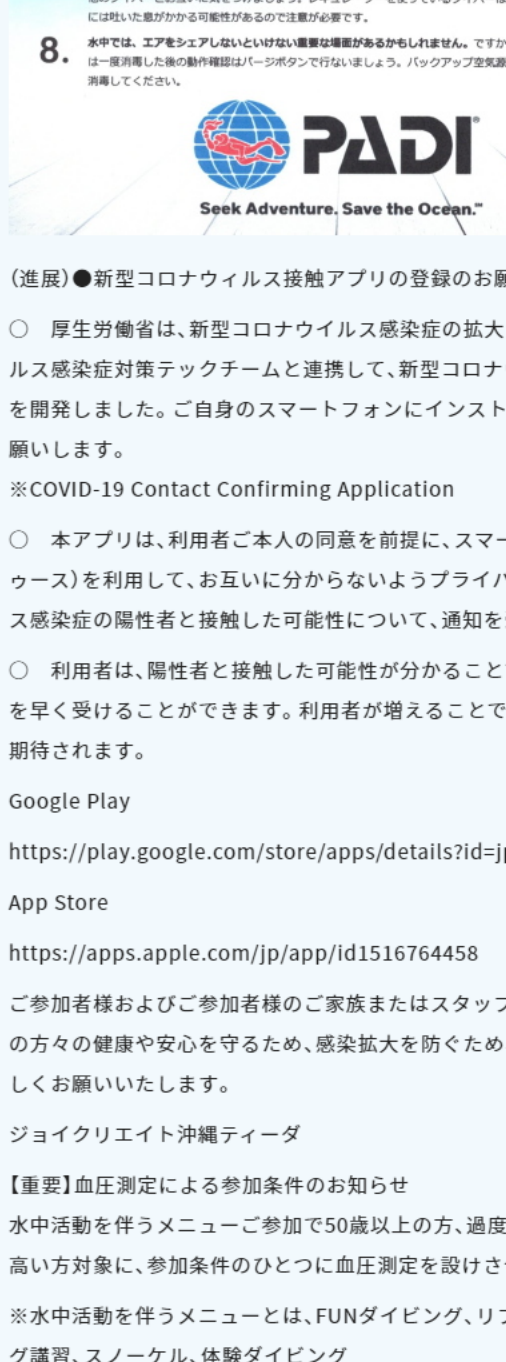 には吐いた息がかかる可能性があるので注意が必要です。
8. 水中では、エアをシェアしないといけない重要な場面があるかもしれません。ですか
は一度消毒した後の動作確認はパージボタンで行ないましょう。バックアップ空気源
消毒してください。
PADI
Seek Adventure. Save the Ocean.™
(進展)●新型コロナウィルス接触アプリの登録のお願
○ 厚生労働省は、新型コロナウイルス感染症の拡大
ルス感染症対策テックチームと連携して、新型コロナ
を開発しました。ご自身のスマートフォンにインスト
願いします。
※COVID-19 Contact Confirming Application
○ 本アプリは、利用者ご本人の同意を前提に、スマー
ゥース)を利用して、お互いに分からないようプライバ
ス感染症の陽性者と接触した可能性について、通知を
○ 利用者は、陽性者と接触した可能性が分かること
を早く受けることができます。利用者が増えることで
期待されます。
Google Play
https://play.google.com/store/apps/details?id=jp
App Store
https://apps.apple.com/jp/app/id1516764458
ご参加者様およびご参加者様のご家族またはスタッフ
の方々の健康や安心を守るため、感染拡大を防ぐため
しくお願いいたします。
ジョイクリエイト沖縄ティーダ
【重要】血圧測定による参加条件のお知らせ
水中活動を伴うメニューご参加で50歳以上の方、過度
高い方対象に、参加条件のひとつに血圧測定を設けさ
※水中活動を伴うメニューとは、FUNダイビング、リフ
グ講習、スノーケル、体験ダイビング